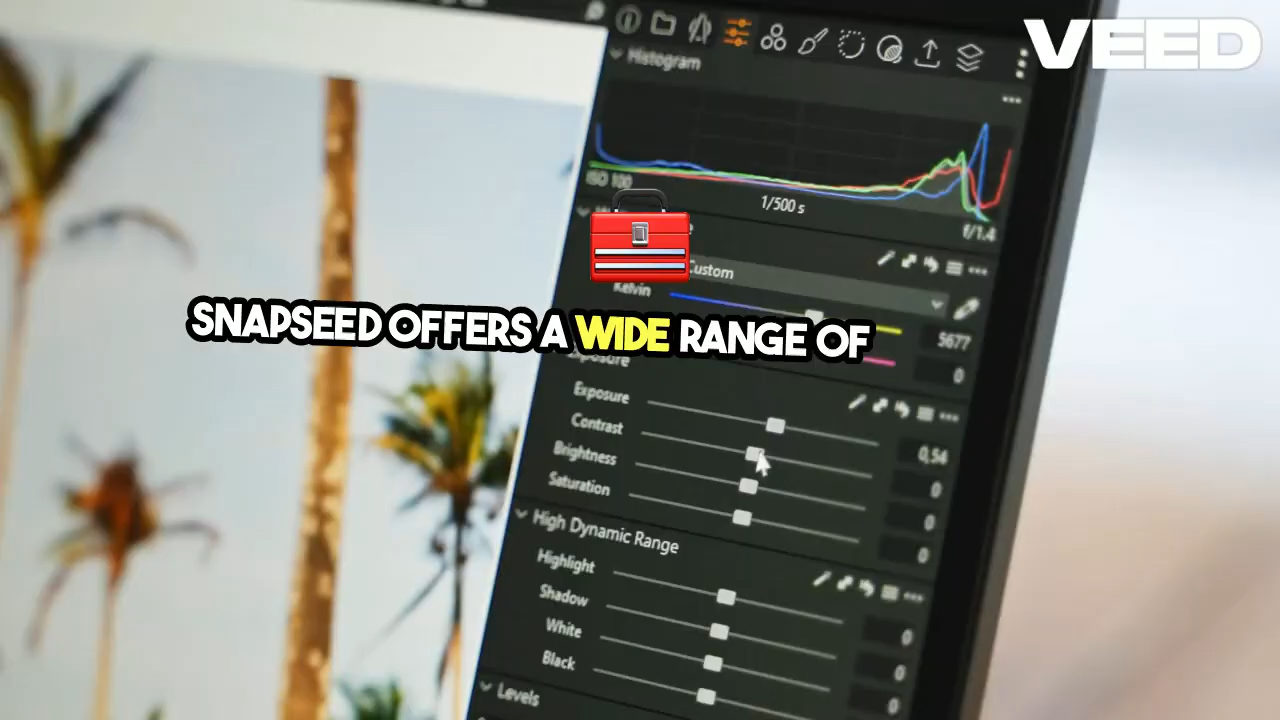 VEED
Histogram
ISO 100
1/500 s
f/1.4
Custom
Kelvin
5677
0
SNAPSEED OFFERS A WIDE RANGE OF
Exposure
Exposure
0,54
Contrast
0
Brightness
0
Saturation
0
High Dynamic Range
Highlight
0
Shadow
0
White
0
Black
Levels